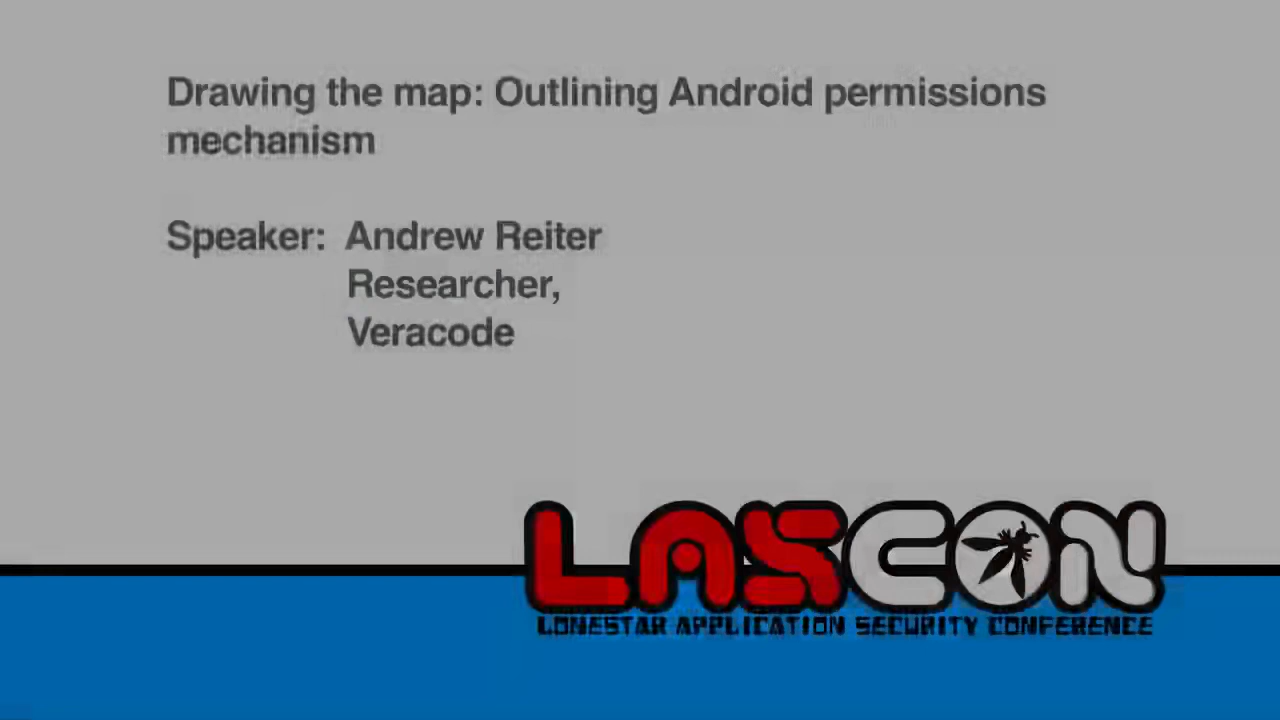 Drawing the map: Outlining Android permissions
mechanism
Speaker: Andrew Reiter
Researcher,
Veracode
LASCON
LONESTAR APPLICATION SECURITY CONFERENCE